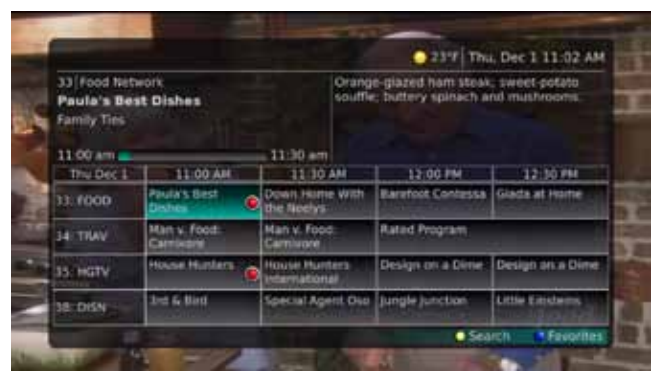 23°F Thu, Dec 1 11:02 AM
33 Food Network
Paula's Best Dishes
Family Ties
Orange-glazed ham steak; sweet-potato
souffle; buttery spinach and mushrooms.
11:00 am 11:30 am
Thu Dec 1 11:00 AM 11:30 AM 12:00 PM 12:30 PM
33: FOOD Paula's Best Dishes Down Home With the Neelys Barefoot Contessa Giada at Home
34: TRAV Man v. Food: Carnivore Man v. Food: Carnivore Rated Program
35: HGTV House Hunters House Hunters International Design on a Dime Design on a Dime
38: DISN 3rd & Bird Special Agent Oso Jungle Junction Little Einsteins
Search Favorites